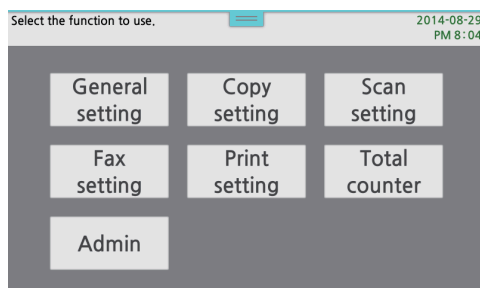 Select the function to use.
2014-08-29
PM 8:04
General setting
Copy setting
Scan setting
Fax setting
Print setting
Total counter
Admin